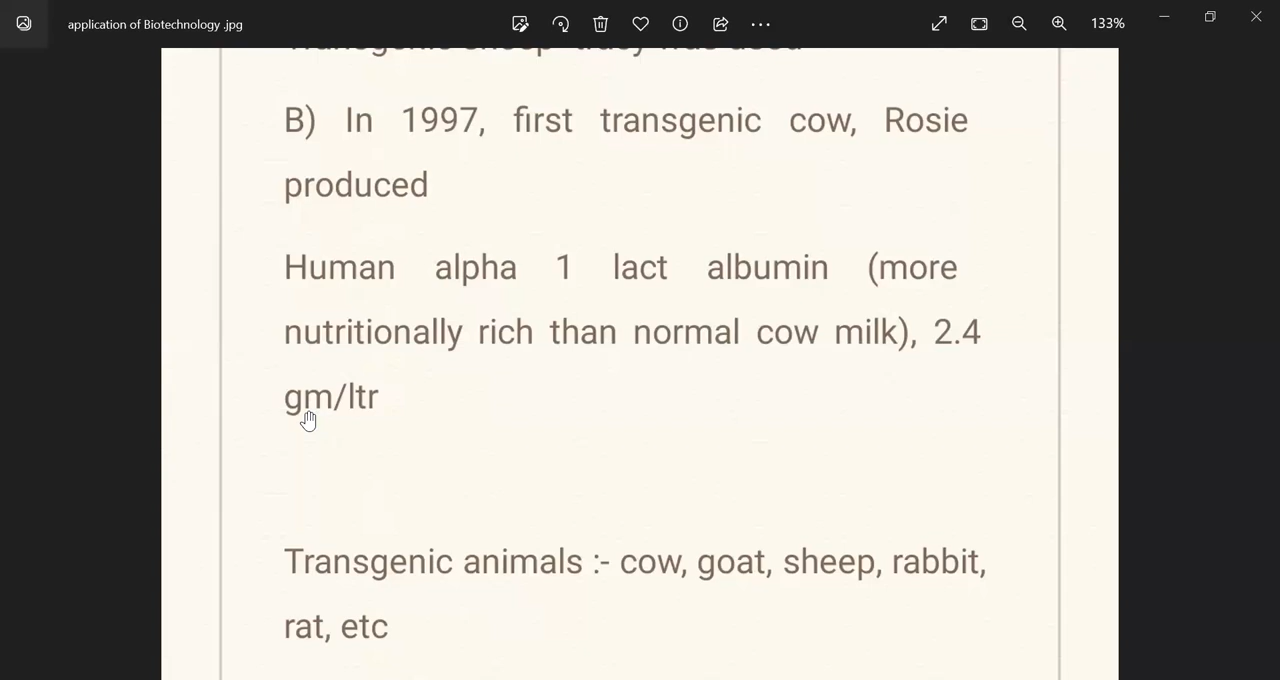 application of Biotechnology .jpg
133%
B) In 1997, first transgenic cow, Rosie
produced
Human alpha 1 lact albumin (more
nutritionally rich than normal cow milk), 2.4
gm/ltr
Transgenic animals :- cow, goat, sheep, rabbit,
rat, etc